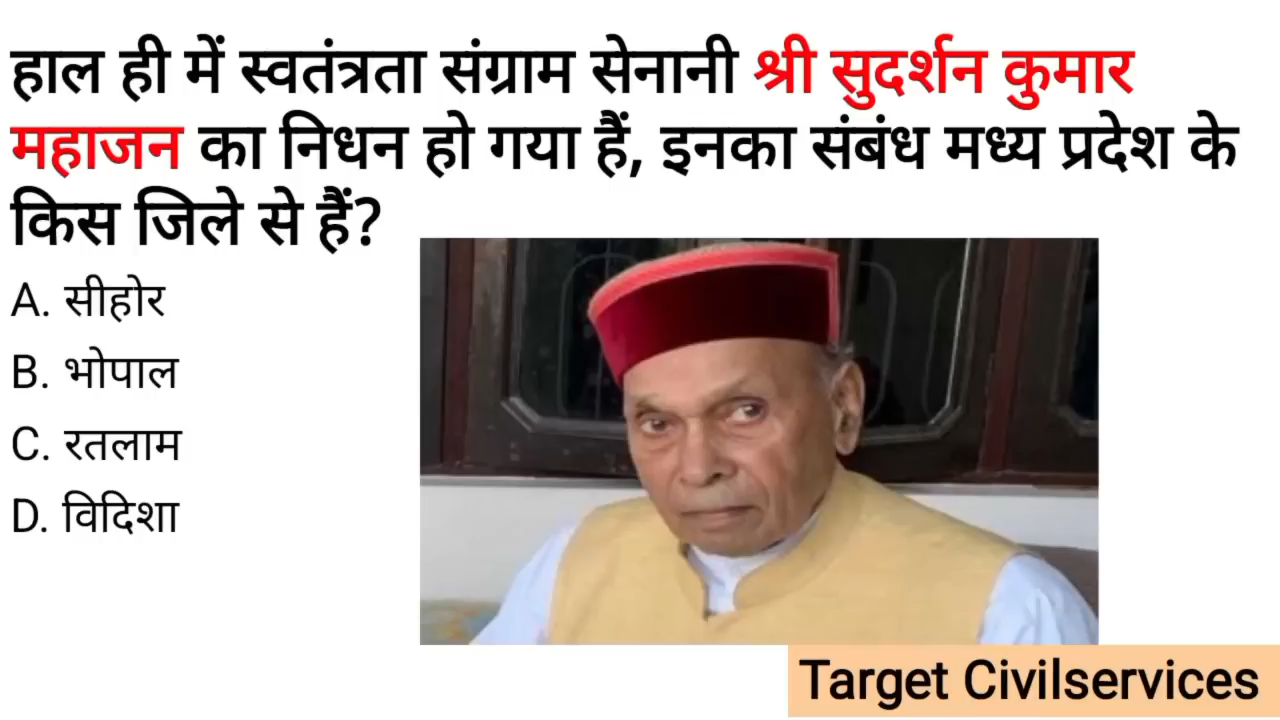 हाल ही में स्वतंत्रता संग्राम सेनानी श्री सुदर्शन कुमार
महाजन का निधन हो गया हैं, इनका संबंध मध्य प्रदेश के
किस जिले से हैं?
A. सीहोर
B. भोपाल
C. रतलाम
D. विदिशा
Target Civilservices